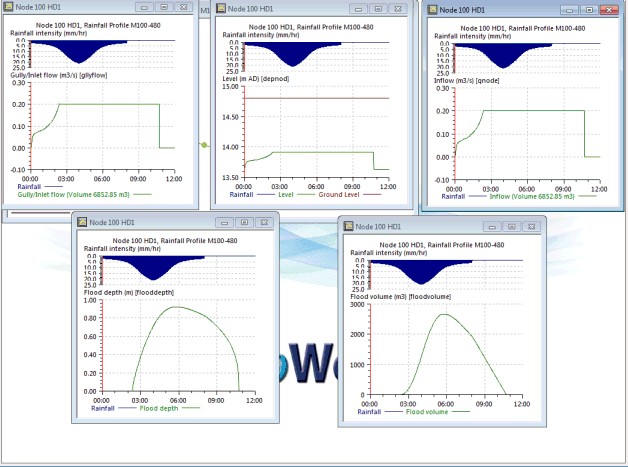 Node 100 HD1
Node 100 HD1, Rainfall Profile M100-480
Rainfall intensity (mm/hr)
0.0
5.0
10.0
15.0
20.0
25.0
Gully/Inlet flow (m3/s) [gllyflow]
0.30
0.20
0.10
0.00
-0.10
00:00 03:00 06:00 09:00 12:00
Rainfall
Gully/Inlet flow (Volume 6852.85 m3)
M1
Node 100 HD1
Node 100 HD1, Rainfall Profile M100-480
Rainfall intensity (mm/hr)
0.0
5.0
10.0
15.0
20.0
25.0
Level (m AD) [depnod]
15.00
14.50
14.00
13.50
00:00 03:00 06:00 09:00 12:00
Rainfall Level Ground Level
Node 100 HD1
Node 100 HD1, Rainfall Profile M100-480
Rainfall intensity (mm/hr)
0.0
5.0
10.0
15.0
20.0
25.0
Inflow (m3/s) [qnode]
0.30
0.20
0.10
0.00
-0.10
00:00 03:00 06:00 09:00 12:00
Rainfall Inflow (Volume 6852.85 m3)
Node 100 HD1
Node 100 HD1, Rainfall Profile M100-480
Rainfall intensity (mm/hr)
0.0
5.0
10.0
15.0
20.0
25.0
Flood depth (m) [flooddepth]
1.00
0.80
0.60
0.40
0.20
0.00
00:00 03:00 06:00 09:00 12:00
Rainfall Flood depth
oWo
Node 100 HD1
Node 100 HD1, Rainfall Profile M100-480
Rainfall intensity (mm/hr)
0.0
5.0
10.0
15.0
20.0
25.0
Flood volume (m3) [floodvolume]
3000
2000
1000
0
00:00 03:00 06:00 09:00 12:00
Rainfall Flood volume